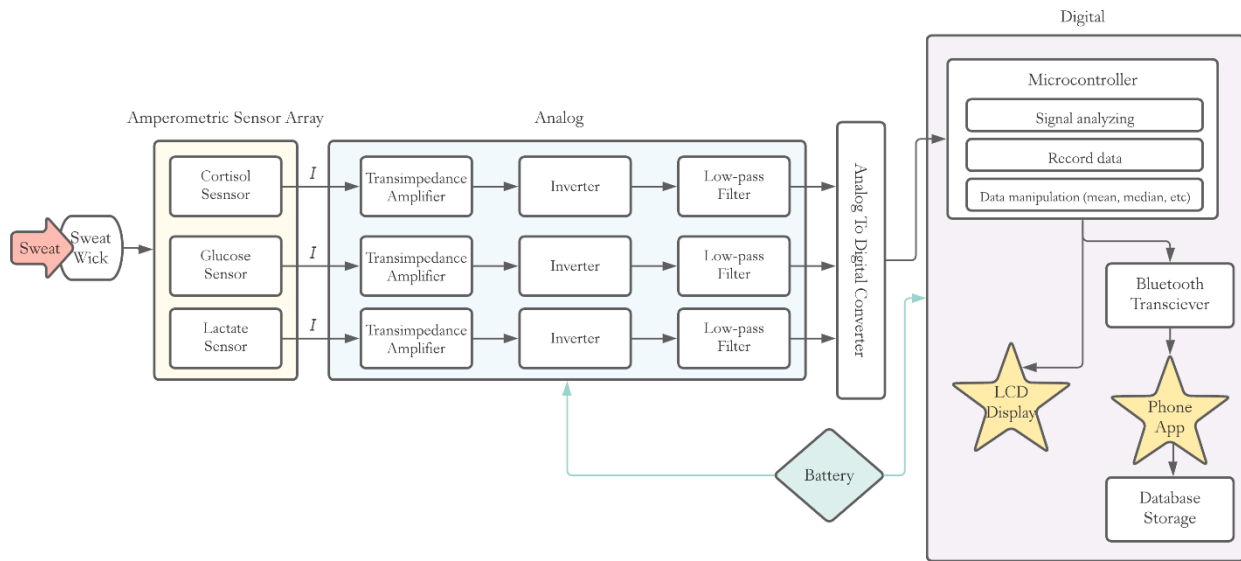 Digital
Microcontroller
Signal analyzing
Record data
Data manipulation (mean, median, etc)
Amperometric Sensor Array
Analog
Cortisol
Sesnsor
I
Transimpedance
Amplifier
Inverter
Low-pass
Filter
Sweat
Sweat
Wick
Glucose
Sensor
I
Transimpedance
Amplifier
Inverter
Low-pass
Filter
Lactate
Sensor
I
Transimpedance
Amplifier
Inverter
Low-pass
Filter
Analog To Digital Converter
Bluetooth
Transciever
LCD
Display
Phone
App
Battery
Database
Storage